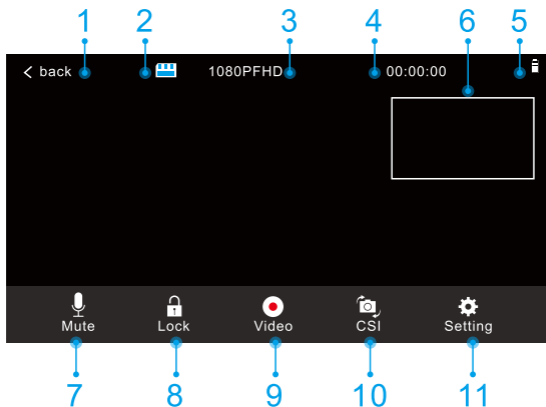 1 2 3 4 6 5
< back 1080PFHD 00:00:00
Mute Lock Video CSI Setting
7 8 9 10 11